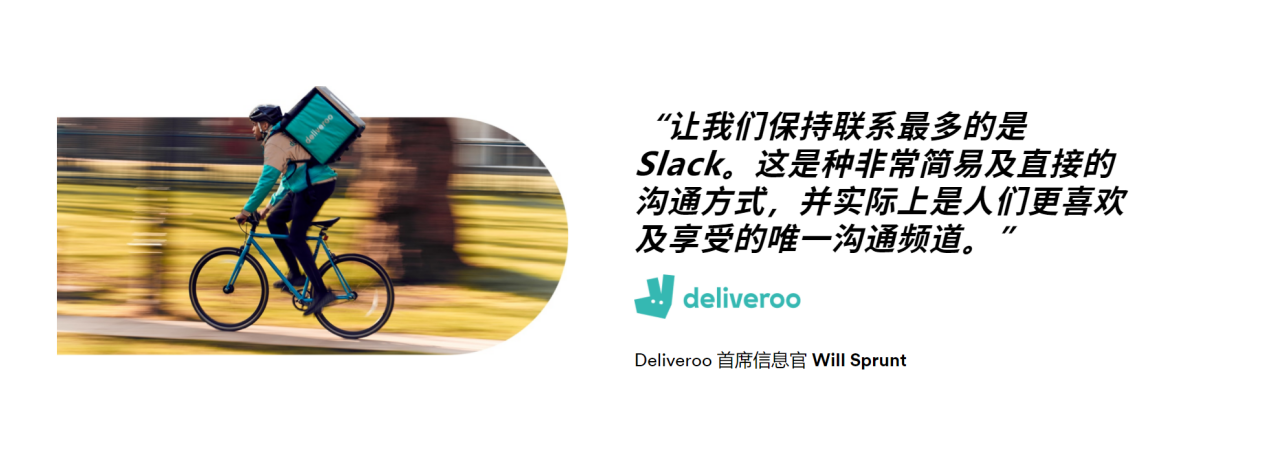 deliveroo
“让我们保持联系最多的是
Slack。这是种非常简易及直接的
沟通方式，并实际上是人们更喜欢
及享受的唯一沟通频道。”
deliveroo
Deliveroo 首席信息官 Will Sprunt